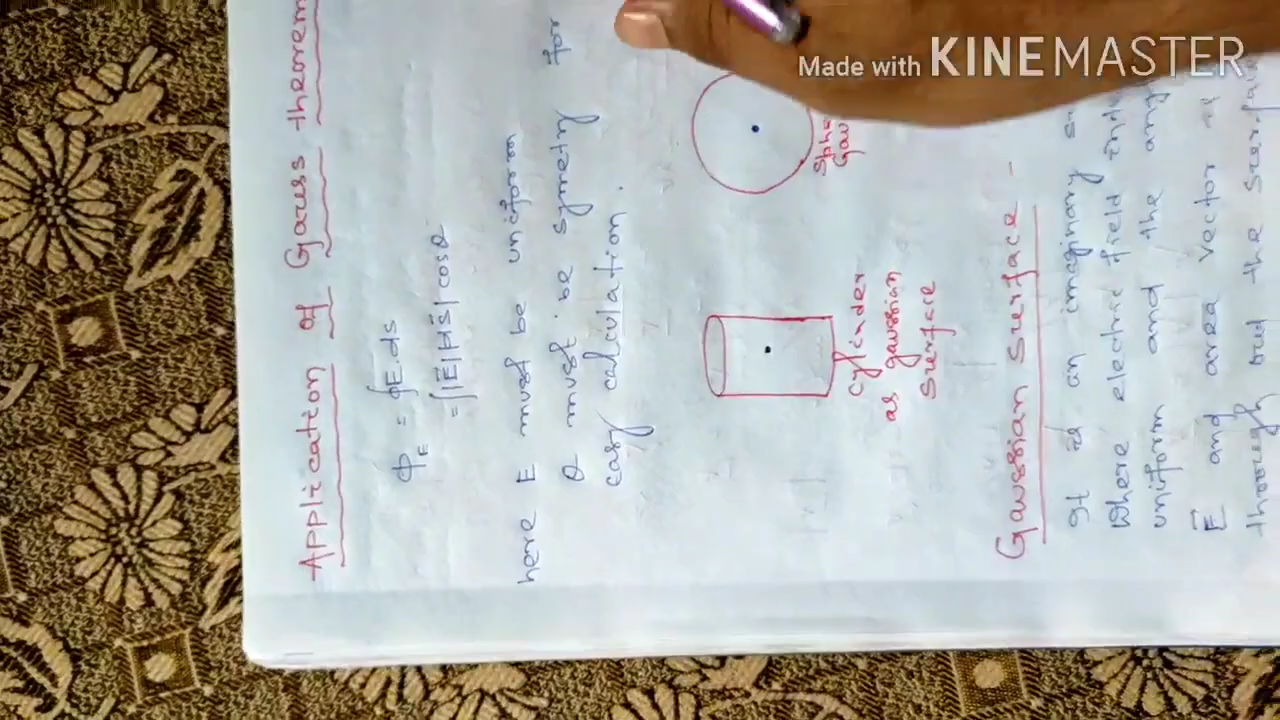 Application of Gauss theorem
ΦE = ∮E ds
= ∫|E||ds| cosθ
here E must be uniform
θ must be symetry for
easy calculation.
cylinder
as gaussian
surface
Gaussian surface -
It is an imaginary
where electric field
uniform and the
E⃗ and area vector
through out the surface
Made with KINEMASTER